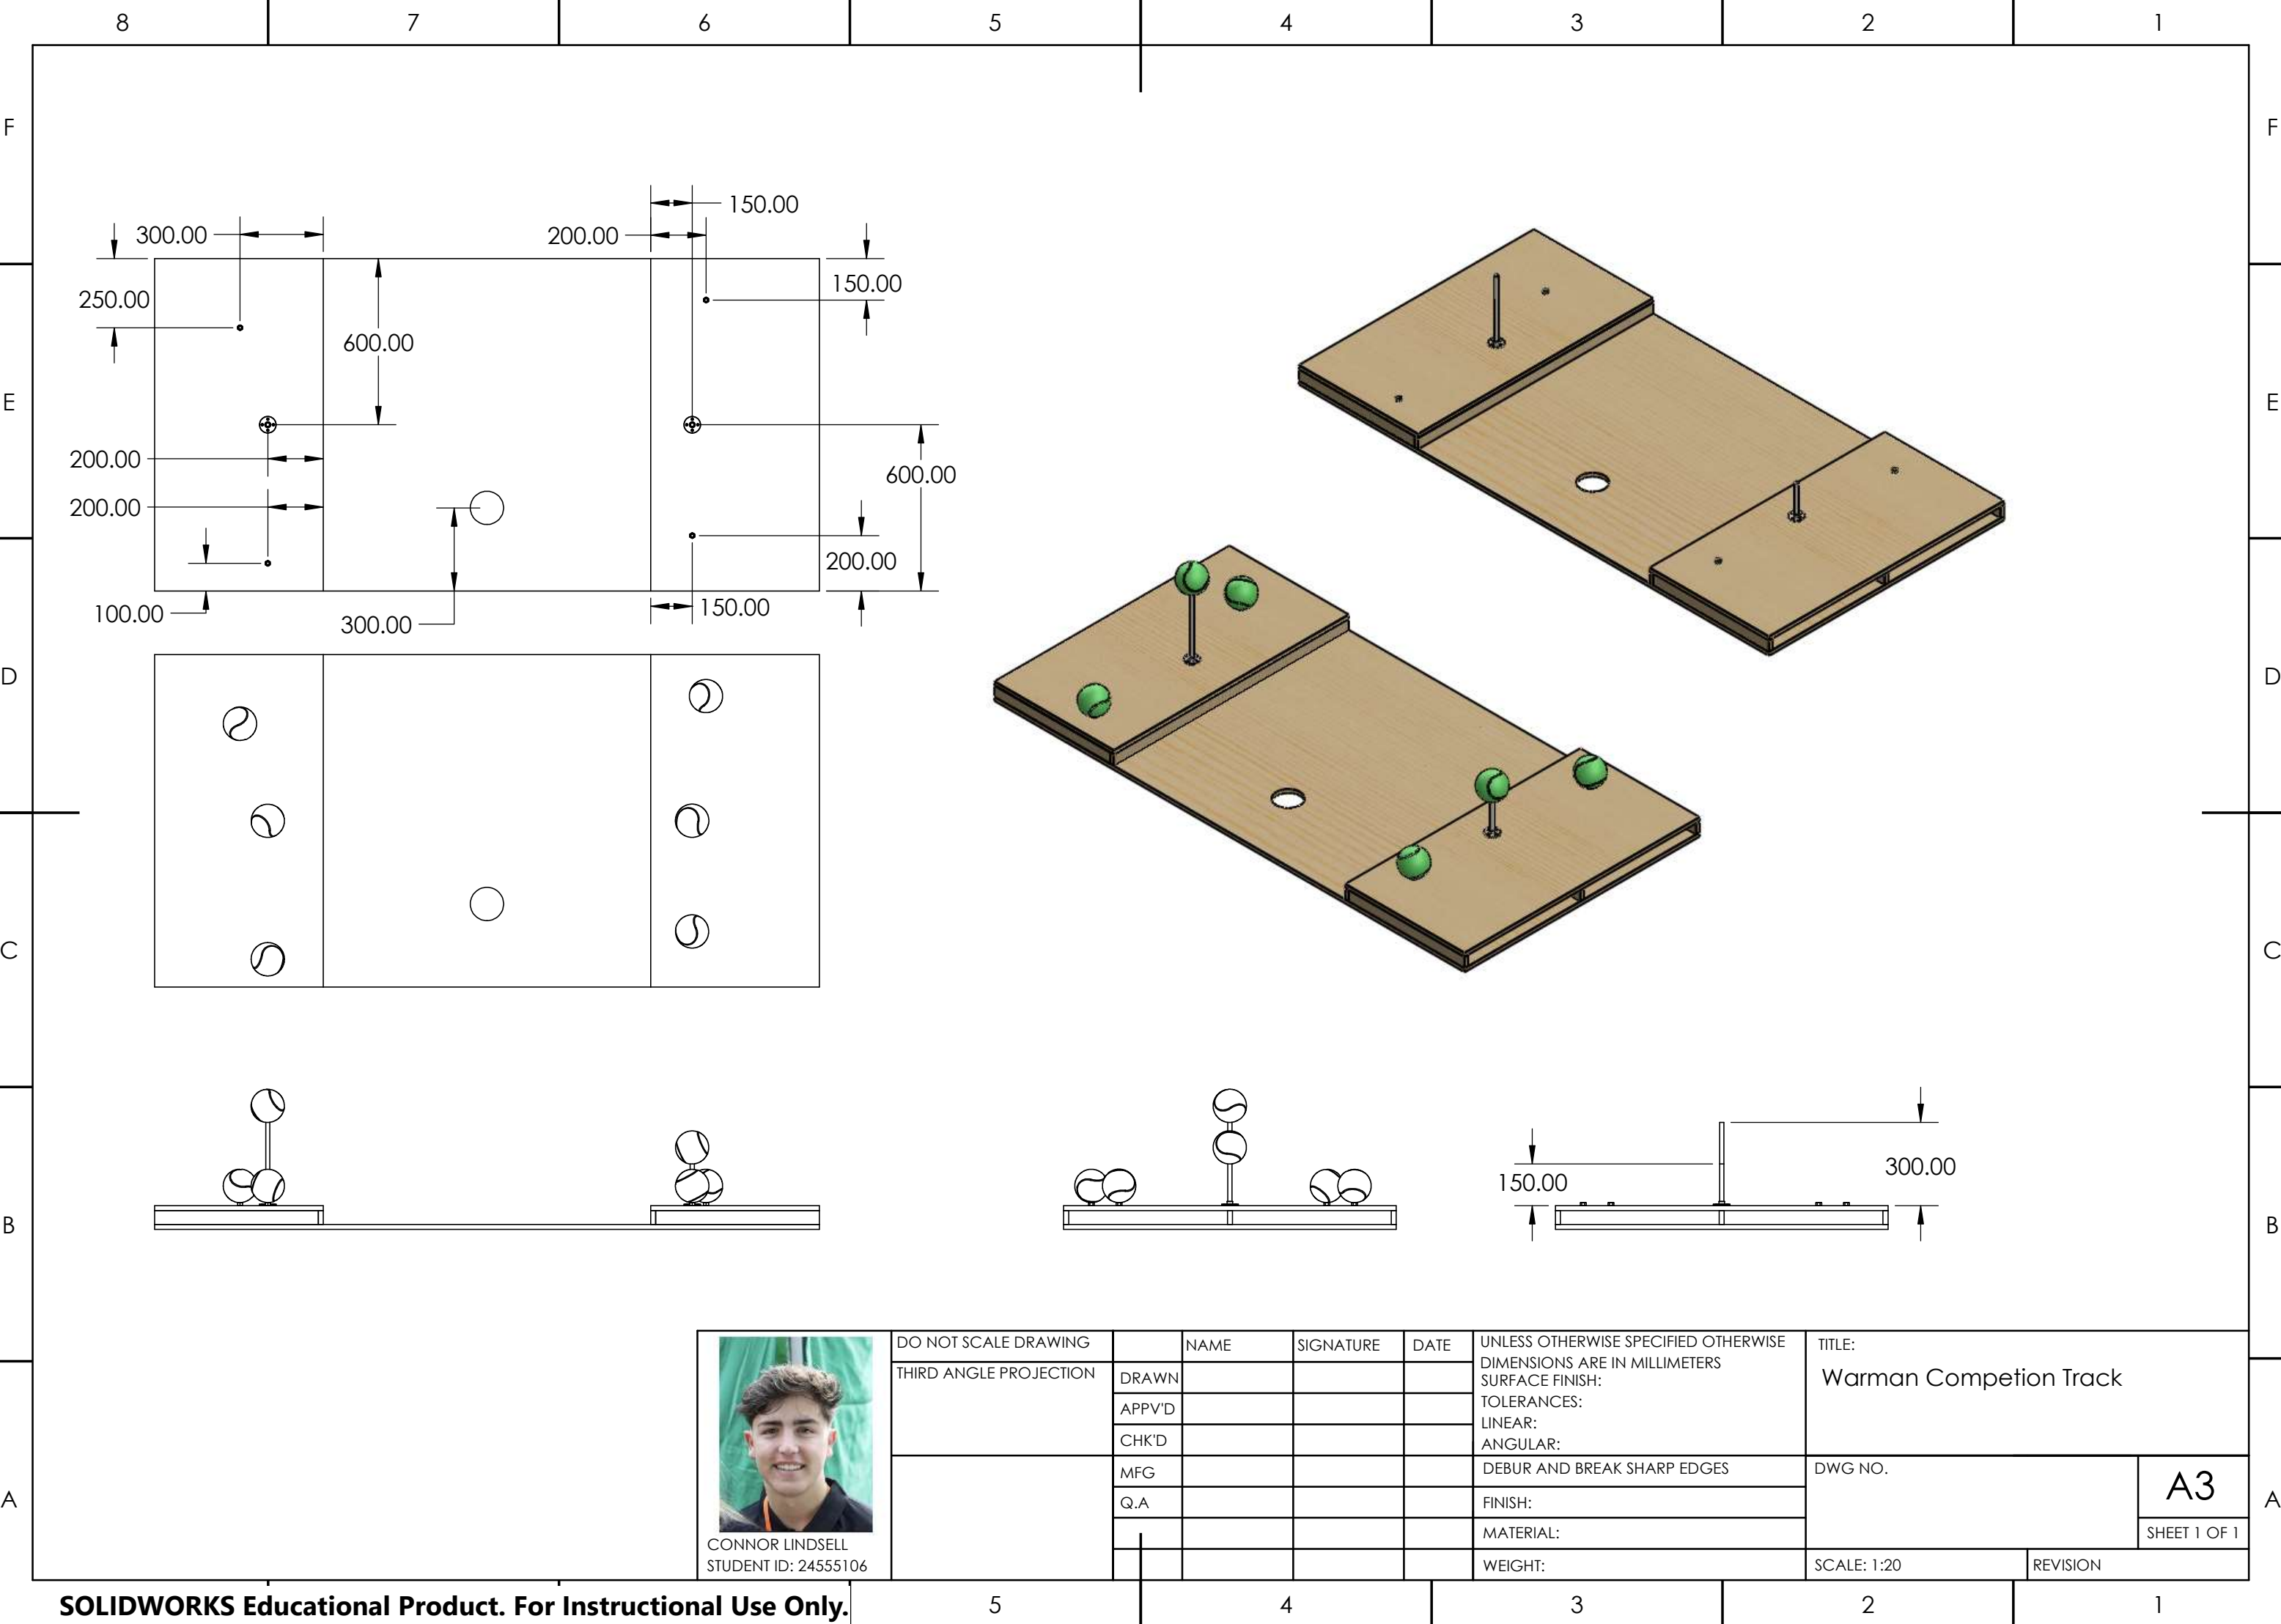 8 7 6 5 4 3 2 1
F F
E E
D D
C C
B B
A A
150.00
300.00
200.00
150.00
250.00
600.00
200.00
600.00
200.00
200.00
100.00
150.00
300.00
150.00
300.00
DO NOT SCALE DRAWING
THIRD ANGLE PROJECTION
NAME SIGNATURE DATE
DRAWN
APPV'D
CHK'D
MFG
Q.A
UNLESS OTHERWISE SPECIFIED OTHERWISE
DIMENSIONS ARE IN MILLIMETERS
SURFACE FINISH:
TOLERANCES:
LINEAR:
ANGULAR:
DEBUR AND BREAK SHARP EDGES
FINISH:
MATERIAL:
WEIGHT:
TITLE:
Warman Competion Track
DWG NO.
A3
SHEET 1 OF 1
SCALE: 1:20
REVISION
CONNOR LINDSELL
STUDENT ID: 24555106
SOLIDWORKS Educational Product. For Instructional Use Only.
5 4 3 2 1